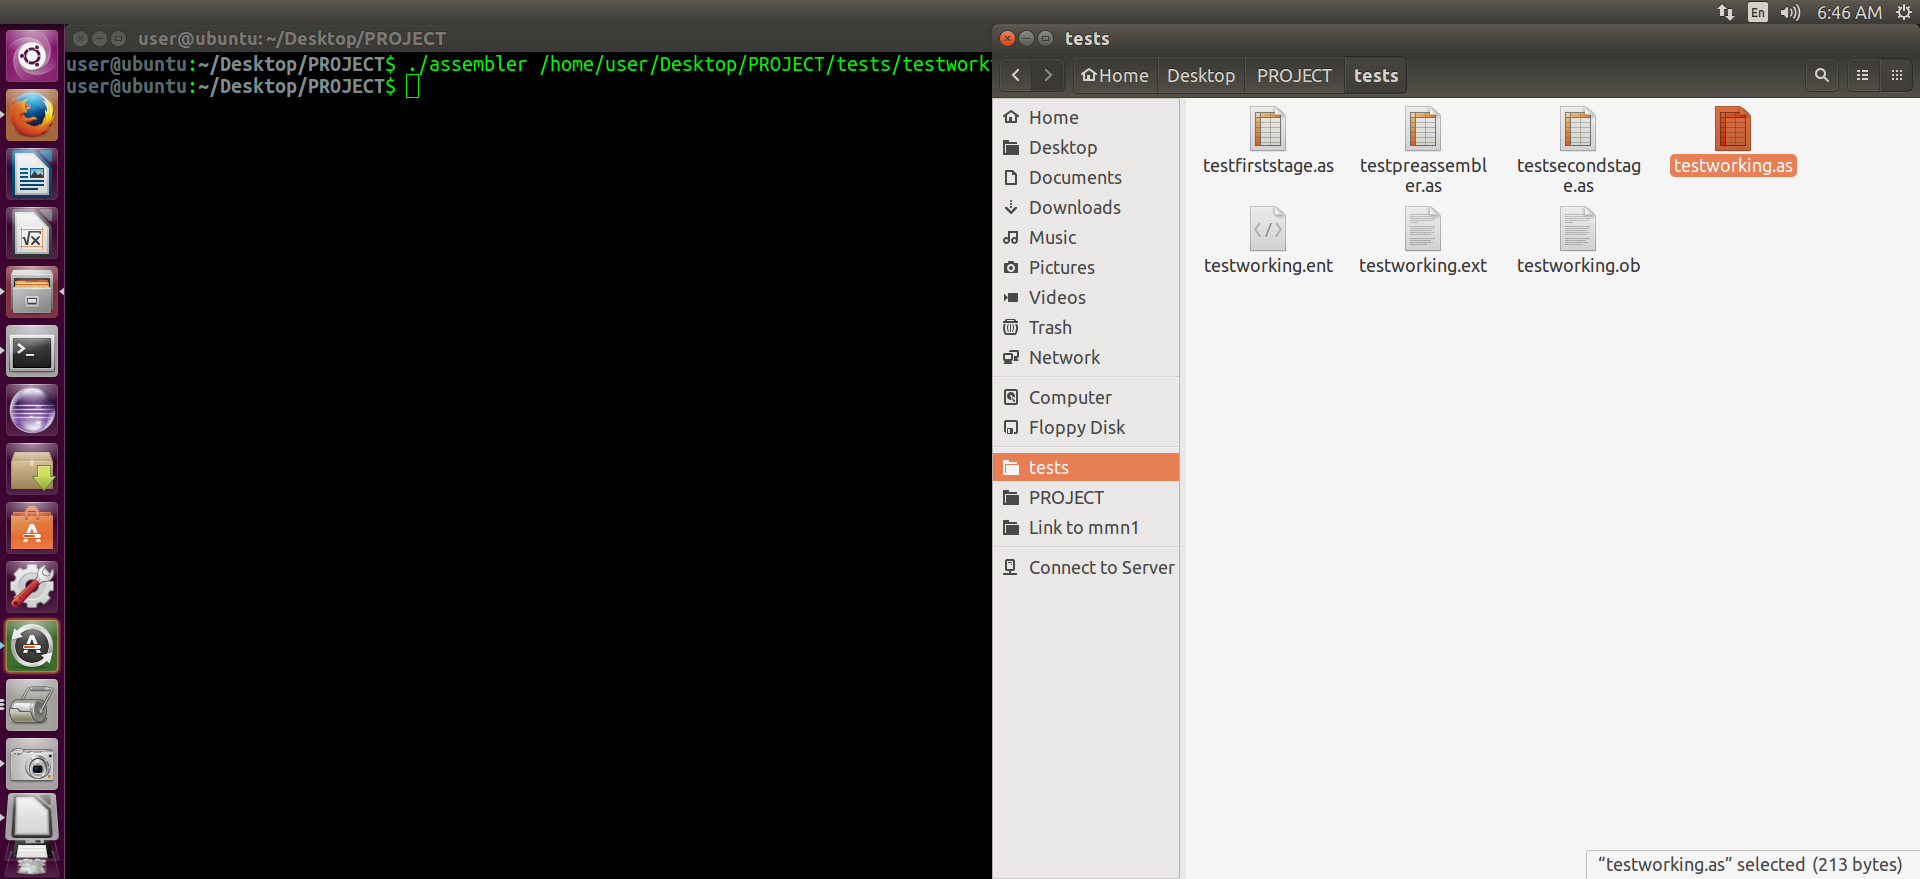 En
6:46 AM
user@ubuntu: ~/Desktop/PROJECT
user@ubuntu:~/Desktop/PROJECT$ ./assembler /home/user/Desktop/PROJECT/tests/testwork
user@ubuntu:~/Desktop/PROJECT$
tests
Home Desktop PROJECT tests
Home
Desktop
Documents
Downloads
Music
Pictures
Videos
Trash
Network
Computer
Floppy Disk
tests
PROJECT
Link to mmn1
Connect to Server
testfirststage.as
testpreassembl
er.as
testsecondstag
e.as
testworking.as
testworking.ent
testworking.ext
testworking.ob
“testworking.as” selected (213 bytes)